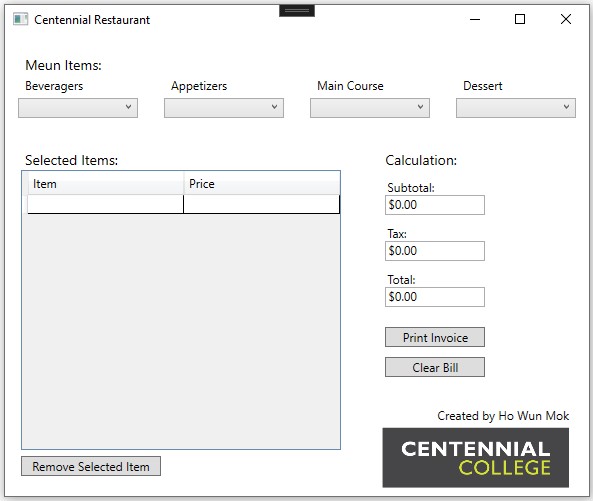 Centennial Restaurant
Meun Items:
Beveragers Appetizers Main Course Dessert
Selected Items:
Item Price
Remove Selected Item
Calculation:
Subtotal:
$0.00
Tax:
$0.00
Total:
$0.00
Print Invoice
Clear Bill
Created by Ho Wun Mok
CENTENNIAL
COLLEGE